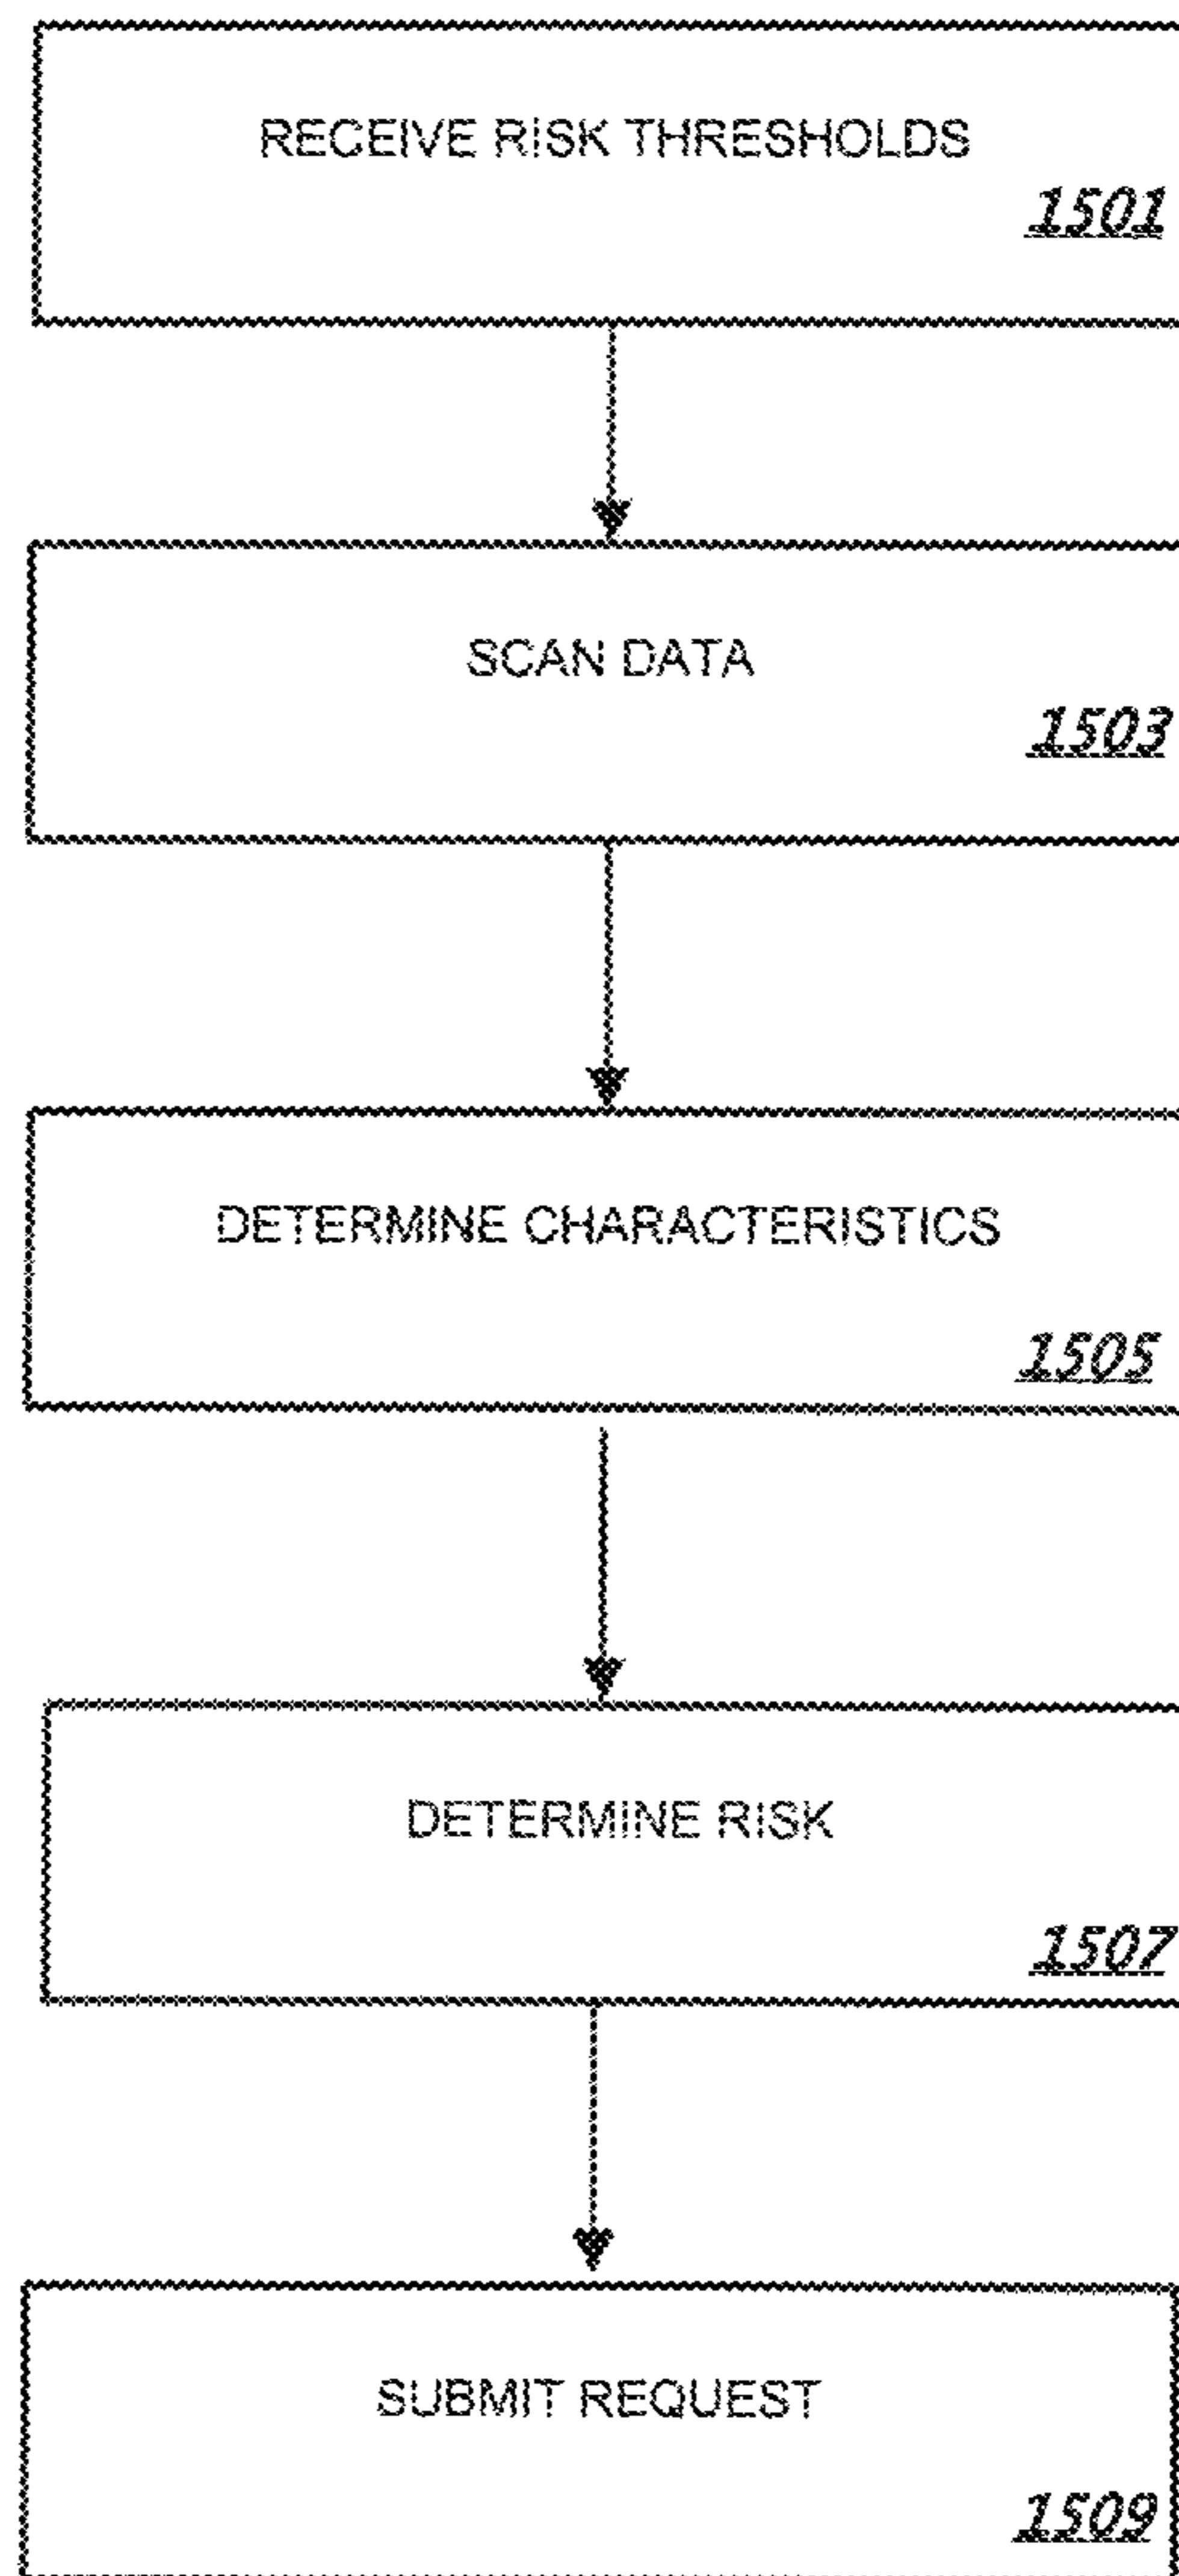 RECEIVE RISK THRESHOLDS
1501
SCAN DATA
1503
DETERMINE CHARACTERISTICS
1505
DETERMINE RISK
1507
SUBMIT REQUEST
1509